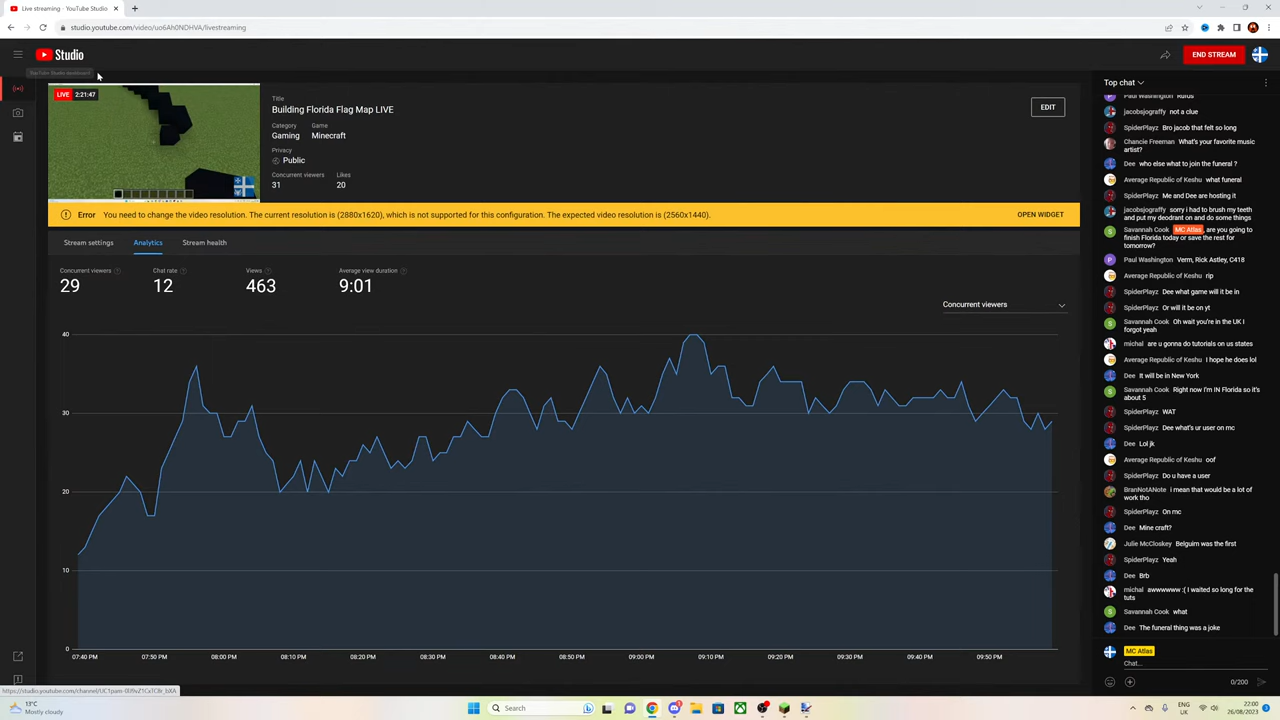 Live streaming - YouTube Studio
studio.youtube.com/video/uo6Ah0NDHVA/livestreaming
Studio
END STREAM
YouTube Studio dashboard
LIVE 2:21:47
Title
Building Florida Flag Map LIVE
Category Game
Gaming Minecraft
Privacy
Public
Concurrent viewers Likes
31 20
EDIT
Error You need to change the video resolution. The current resolution is (2880x1620), which is not supported for this configuration. The expected video resolution is (2560x1440).
OPEN WIDGET
Stream settings Analytics Stream health
Concurrent viewers Chat rate Views Average view duration
29 12 463 9:01
Concurrent viewers
40
30
20
10
0
07:40 PM 07:50 PM 08:00 PM 08:10 PM 08:20 PM 08:30 PM 08:40 PM 08:50 PM 09:00 PM 09:10 PM 09:20 PM 09:30 PM 09:40 PM 09:50 PM
Top chat
Paul Washington Rufus
jacobsjograffy not a clue
SpiderPlayz Bro jacob that felt so long
Chancie Freeman What's your favorite music
artist?
Dee who else what to join the funeral ?
Average Republic of Keshu what funeral
SpiderPlayz Me and Dee are hosting it
jacobsjograffy sorry i had to brush my teeth
and put my deodrant on and do some things
Savannah Cook MC Atlas, are you going to
finish Florida today or save the rest for
tomorrow?
Paul Washington Verm, Rick Astley, C418
Average Republic of Keshu rip
SpiderPlayz Dee what game will it be in
SpiderPlayz Or will it be on yt
Savannah Cook Oh wait you're in the UK I
forgot yeah
michal are u gonna do tutorials on us states
Average Republic of Keshu I hope he does lol
Dee It will be in New York
Savannah Cook Right now I'm IN Florida so it's
about 5
SpiderPlayz WAT
SpiderPlayz Dee what's ur user on mc
Dee Lol jk
Average Republic of Keshu oof
SpiderPlayz Do u have a user
BranNotANote i mean that would be a lot of
work tho
SpiderPlayz On mc
Dee Mine craft?
Julie McCloskey Belguim was the first
SpiderPlayz Yeah
Dee Brb
michal awwwwww :( I waited so long for the
tuts
Savannah Cook what
Dee The funeral thing was a joke
MC Atlas
Chat...
0/200
13°C
Mostly cloudy
Search
ENG
UK
22:00
26/08/2023